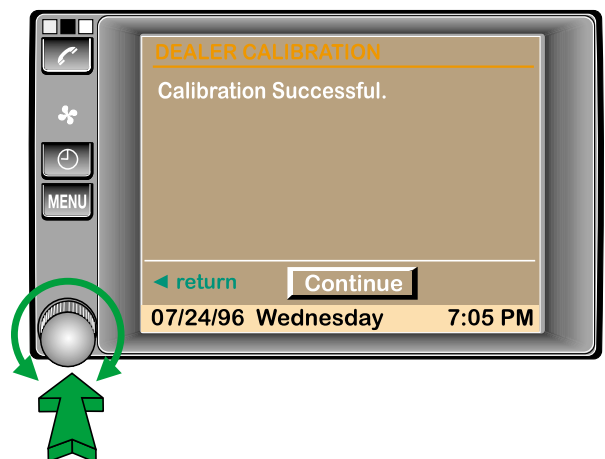 DEALER CALIBRATION
Calibration Successful.
MENU
◄ return Continue
07/24/96 Wednesday 7:05 PM